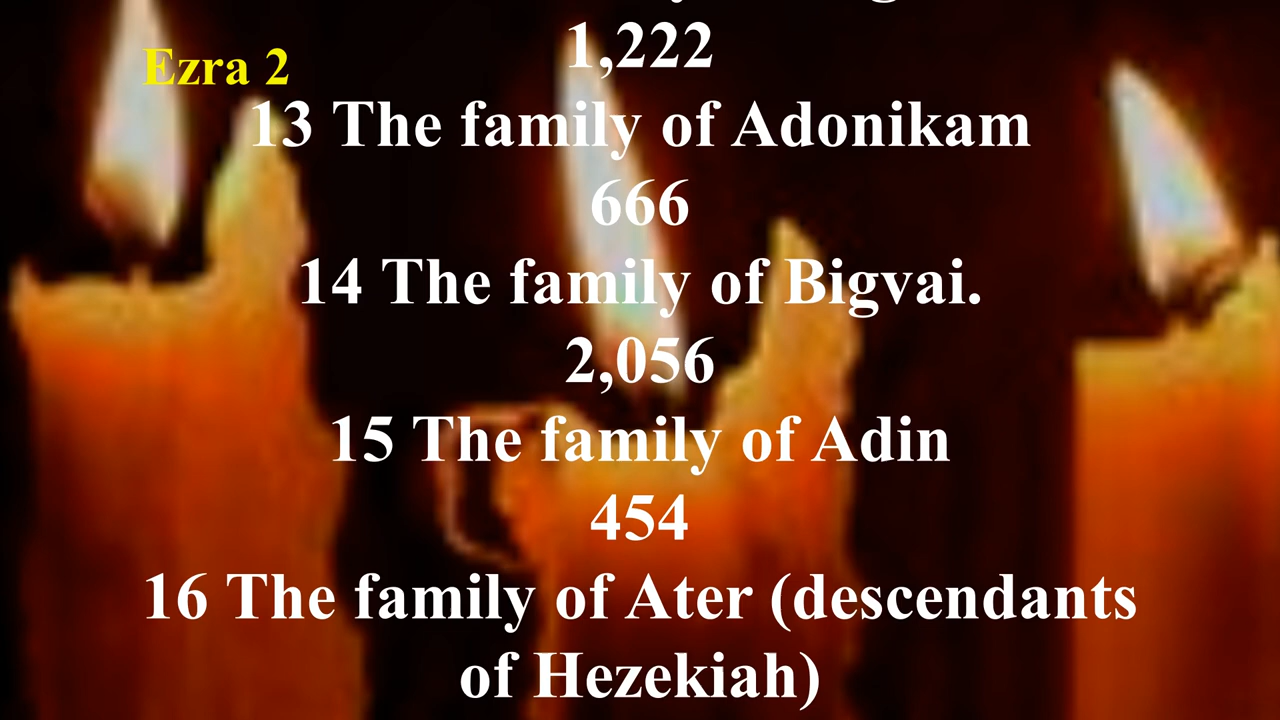 1,222
Ezra 2
13 The family of Adonikam
666
14 The family of Bigvai.
2,056
15 The family of Adin
454
16 The family of Ater (descendants
of Hezekiah)